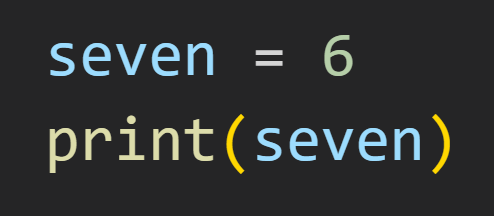 seven = 6
print(seven)